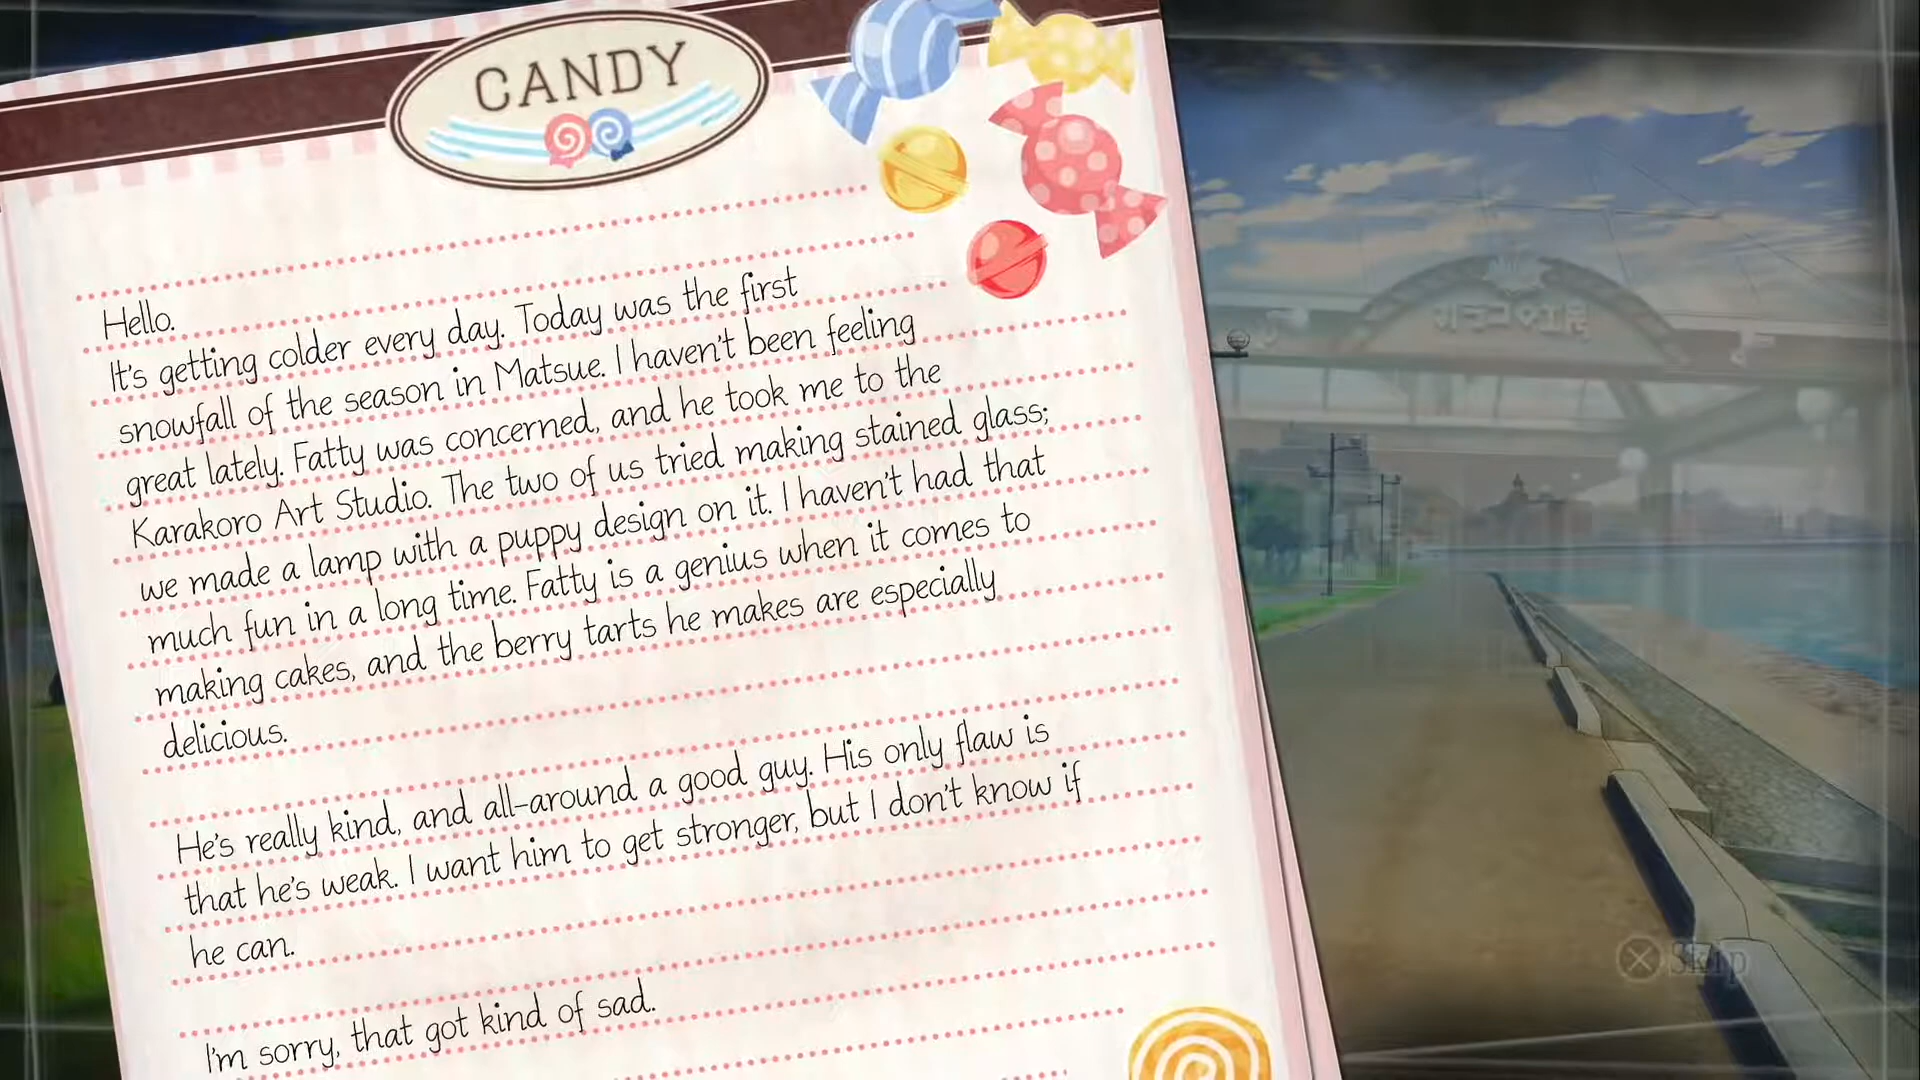 CANDY
Hello.
It's getting colder every day. Today was the first
snowfall of the season in Matsue. I haven't been feeling
great lately. Fatty was concerned, and he took me to the
Karakoro Art Studio. The two of us tried making stained glass;
we made a lamp with a puppy design on it. I haven't had that
much fun in a long time. Fatty is a genius when it comes to
making cakes, and the berry tarts he makes are especially
delicious.
He's really kind, and all-around a good guy. His only flaw is
that he's weak. I want him to get stronger, but I don't know if
he can.
I'm sorry, that got kind of sad.
Skip